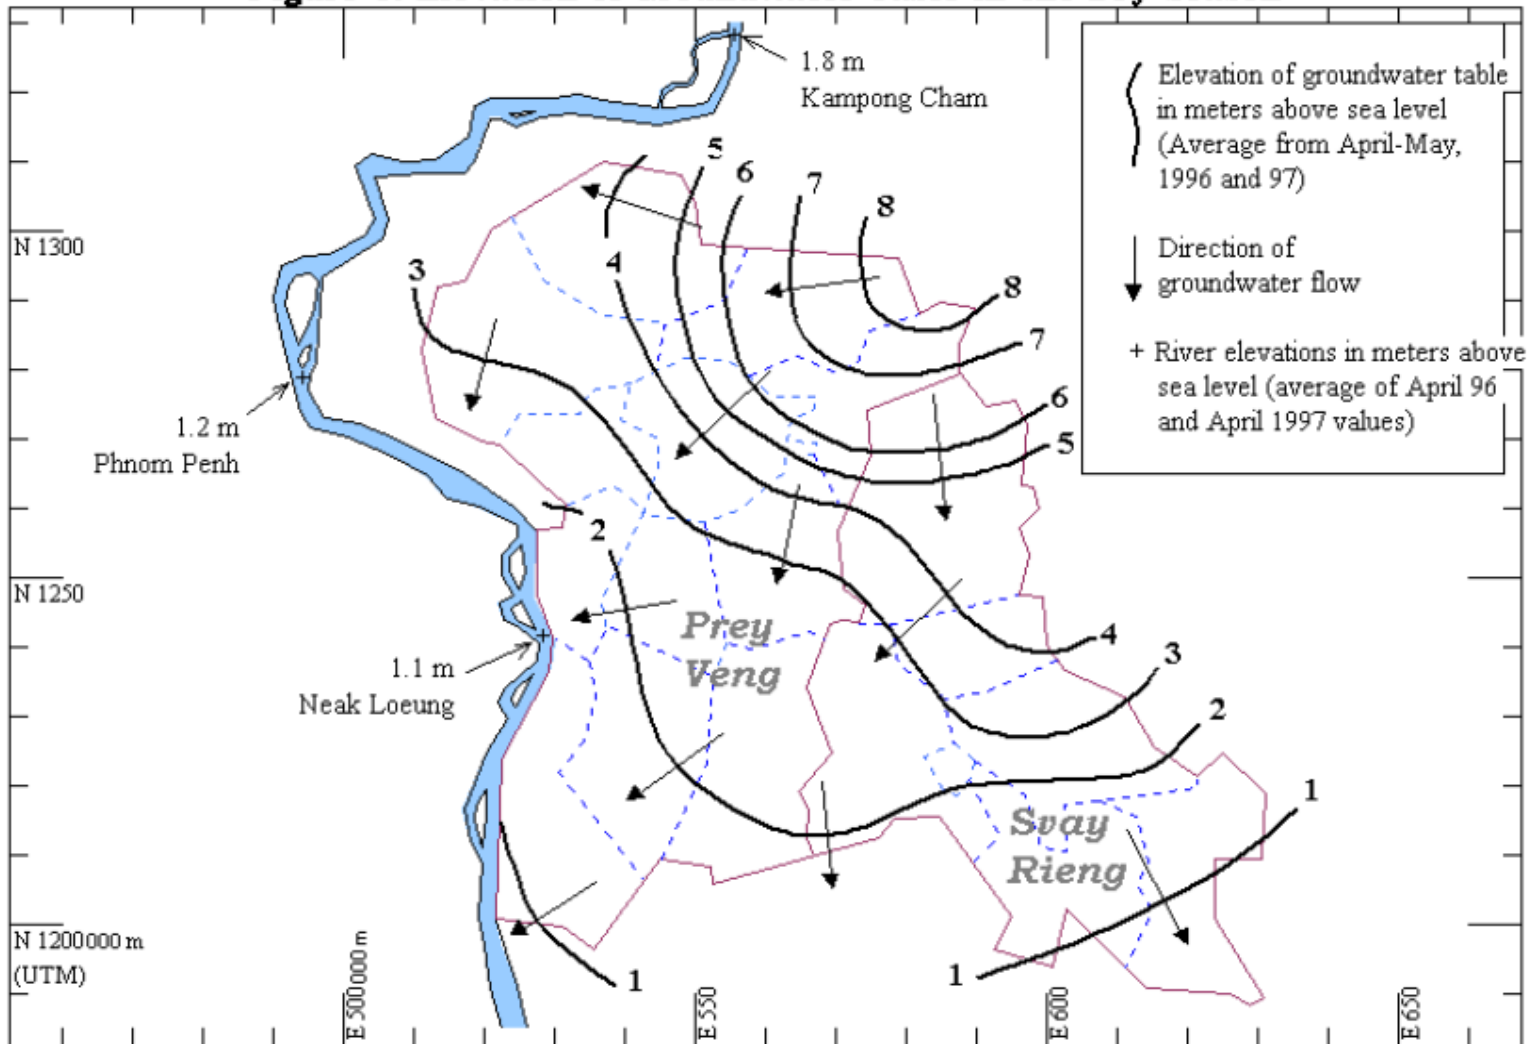 1.8 m
Kampong Cham
Elevation of groundwater table
in meters above sea level
(Average from April-May,
1996 and 97)
Direction of
groundwater flow
+ River elevations in meters above
sea level (average of April 96
and April 1997 values)
5
6
7
8
N 1300
3
4
8
7
6
5
1.2 m
Phnom Penh
2
N 1250
Prey
Veng
4
3
1.1 m
Neak Loeung
2
1
Svay
Rieng
N 1200000 m
(UTM)
1
1
E 500000 m
E 550
E 600
E 650